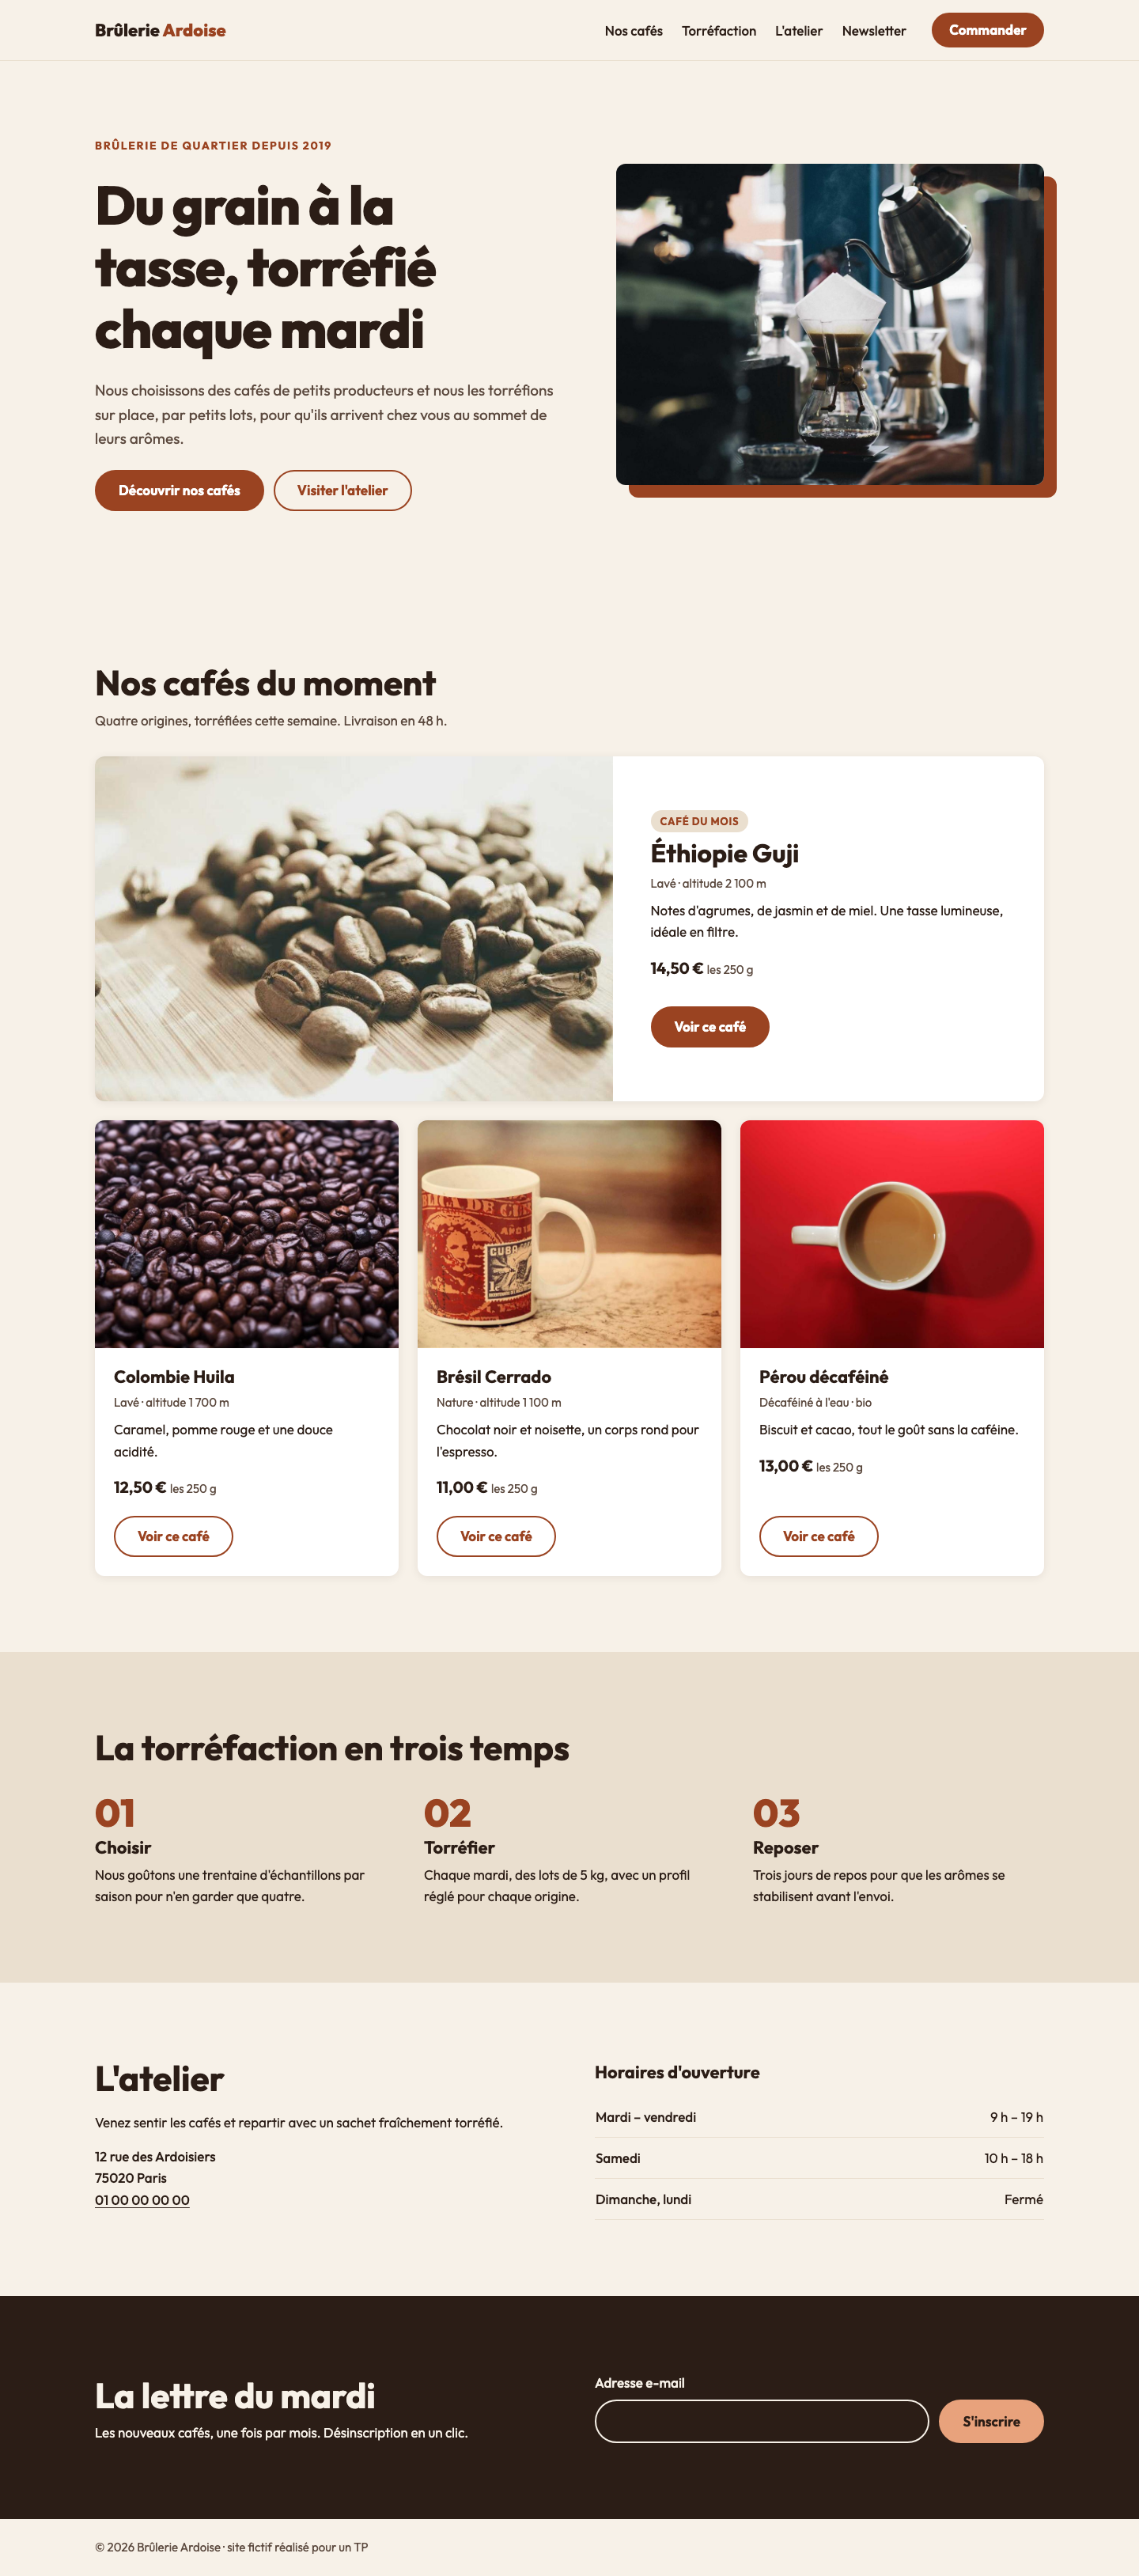 Brûlerie Ardoise
Nos cafés
Torréfaction
L'atelier
Newsletter
Commander
BRÛLERIE DE QUARTIER DEPUIS 2019
Du grain à la
tasse, torréfié
chaque mardi
Nous choisissons des cafés de petits producteurs et nous les torréfions
sur place, par petits lots, pour qu'ils arrivent chez vous au sommet de
leurs arômes.
Découvrir nos cafés
Visiter l'atelier
Nos cafés du moment
Quatre origines, torréfiées cette semaine. Livraison en 48 h.
CAFÉ DU MOIS
Éthiopie Guji
Lavé · altitude 2 100 m
Notes d'agrumes, de jasmin et de miel. Une tasse lumineuse,
idéale en filtre.
14,50 € les 250 g
Voir ce café
Colombie Huila
Lavé · altitude 1 700 m
Caramel, pomme rouge et une douce
acidité.
12,50 € les 250 g
Voir ce café
CUBA
Brésil Cerrado
Nature · altitude 1 100 m
Chocolat noir et noisette, un corps rond pour
l'espresso.
11,00 € les 250 g
Voir ce café
Pérou décaféiné
Décaféiné à l'eau · bio
Biscuit et cacao, tout le goût sans la caféine.
13,00 € les 250 g
Voir ce café
La torréfaction en trois temps
01
Choisir
Nous goûtons une trentaine d'échantillons par
saison pour n'en garder que quatre.
02
Torréfier
Chaque mardi, des lots de 5 kg, avec un profil
réglé pour chaque origine.
03
Reposer
Trois jours de repos pour que les arômes se
stabilisent avant l'envoi.
L'atelier
Venez sentir les cafés et repartir avec un sachet fraîchement torréfié.
12 rue des Ardoisiers
75020 Paris
01 00 00 00 00
Horaires d'ouverture
Mardi – vendredi 9 h – 19 h
Samedi 10 h – 18 h
Dimanche, lundi Fermé
La lettre du mardi
Les nouveaux cafés, une fois par mois. Désinscription en un clic.
Adresse e-mail
S'inscrire
© 2026 Brûlerie Ardoise · site fictif réalisé pour un TP